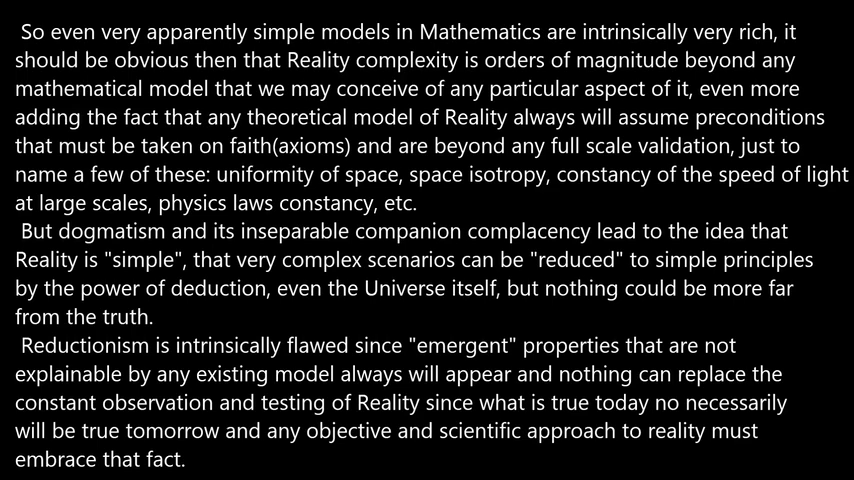 So even very apparently simple models in Mathematics are intrinsically very rich, it
should be obvious then that Reality complexity is orders of magnitude beyond any
mathematical model that we may conceive of any particular aspect of it, even more
adding the fact that any theoretical model of Reality always will assume preconditions
that must be taken on faith(axioms) and are beyond any full scale validation, just to
name a few of these: uniformity of space, space isotropy, constancy of the speed of light
at large scales, physics laws constancy, etc.
But dogmatism and its inseparable companion complacency lead to the idea that
Reality is "simple", that very complex scenarios can be "reduced" to simple principles
by the power of deduction, even the Universe itself, but nothing could be more far
from the truth.
Reductionism is intrinsically flawed since "emergent" properties that are not
explainable by any existing model always will appear and nothing can replace the
constant observation and testing of Reality since what is true today no necessarily
will be true tomorrow and any objective and scientific approach to reality must
embrace that fact.